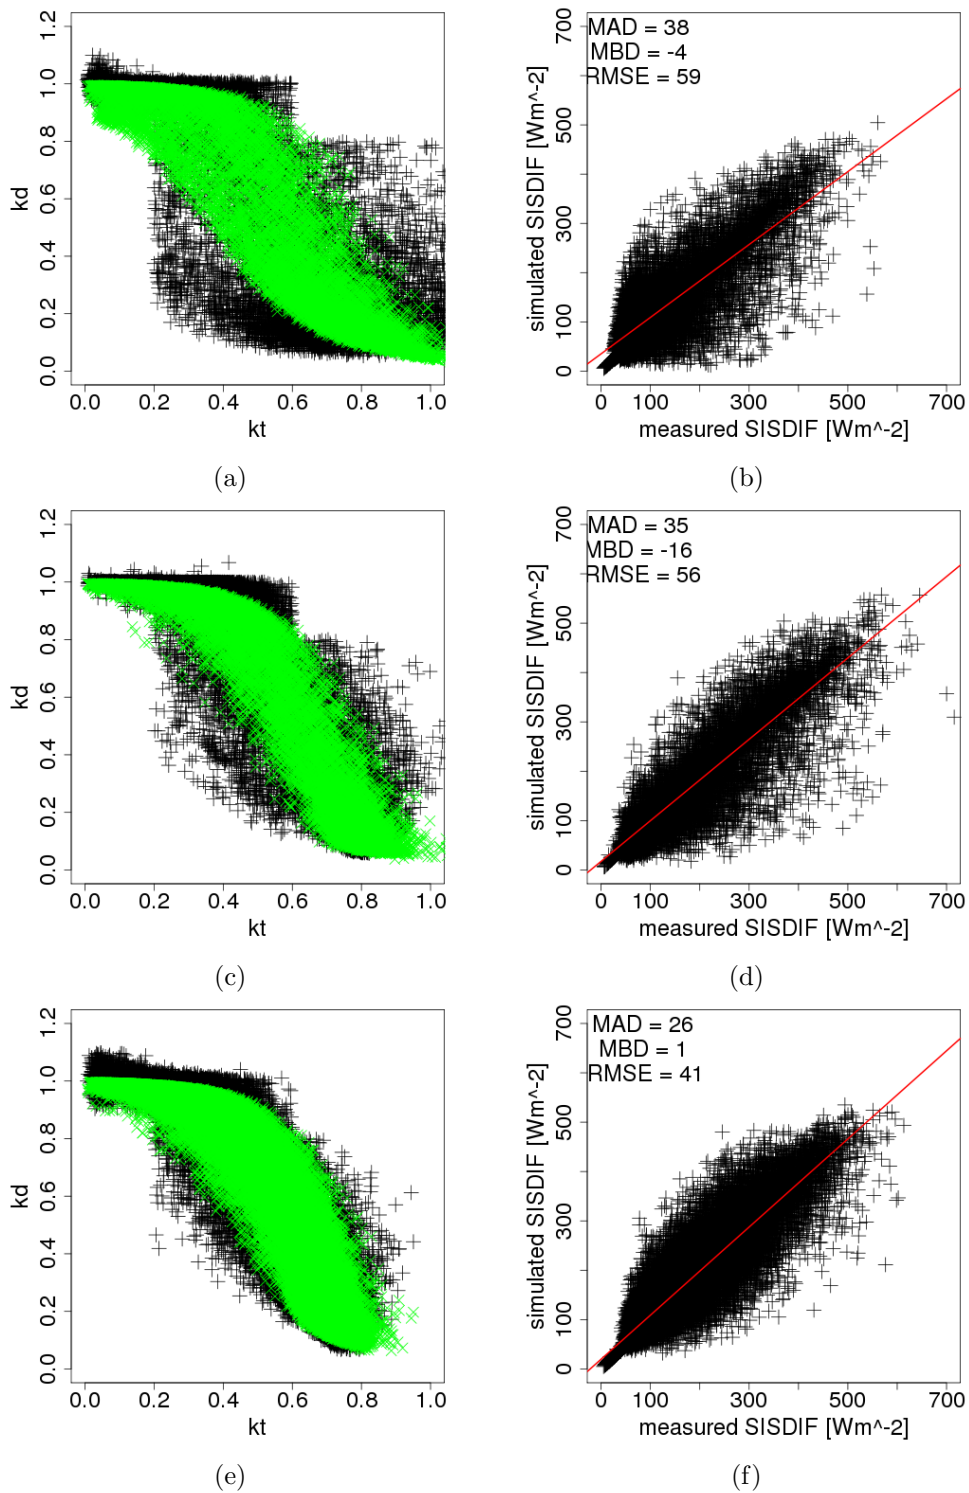 1.2
1.0
0.8
0.6
0.4
0.2
0.0
kd
0.0 0.2 0.4 0.6 0.8 1.0
kt
(a)
MAD = 38
MBD = -4
RMSE = 59
700
500
300
100
0
simulated SISDIF [Wm^-2]
0 100 300 500 700
measured SISDIF [Wm^-2]
(b)
1.2
1.0
0.8
0.6
0.4
0.2
0.0
kd
0.0 0.2 0.4 0.6 0.8 1.0
kt
(c)
MAD = 35
MBD = -16
RMSE = 56
700
500
300
100
0
simulated SISDIF [Wm^-2]
0 100 300 500 700
measured SISDIF [Wm^-2]
(d)
1.2
1.0
0.8
0.6
0.4
0.2
0.0
kd
0.0 0.2 0.4 0.6 0.8 1.0
kt
(e)
MAD = 26
MBD = 1
RMSE = 41
700
500
300
100
0
simulated SISDIF [Wm^-2]
0 100 300 500 700
measured SISDIF [Wm^-2]
(f)